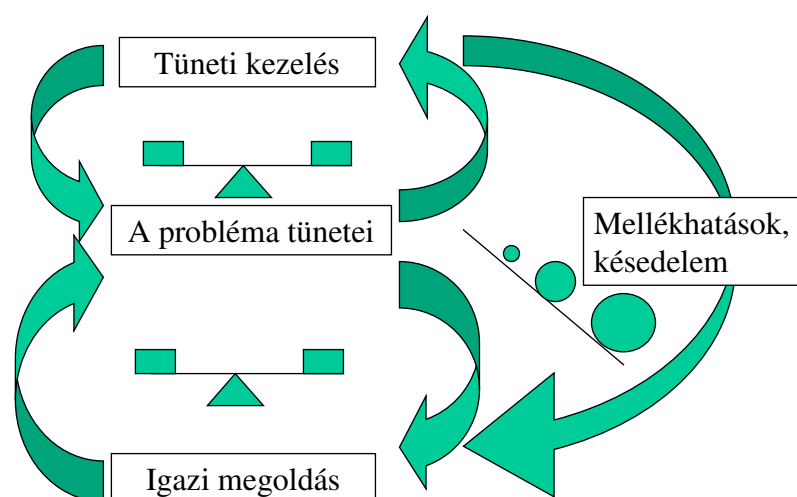 Tüneti kezelés
A probléma tünetei
Mellékhatások,
késedelem
Igazi megoldás